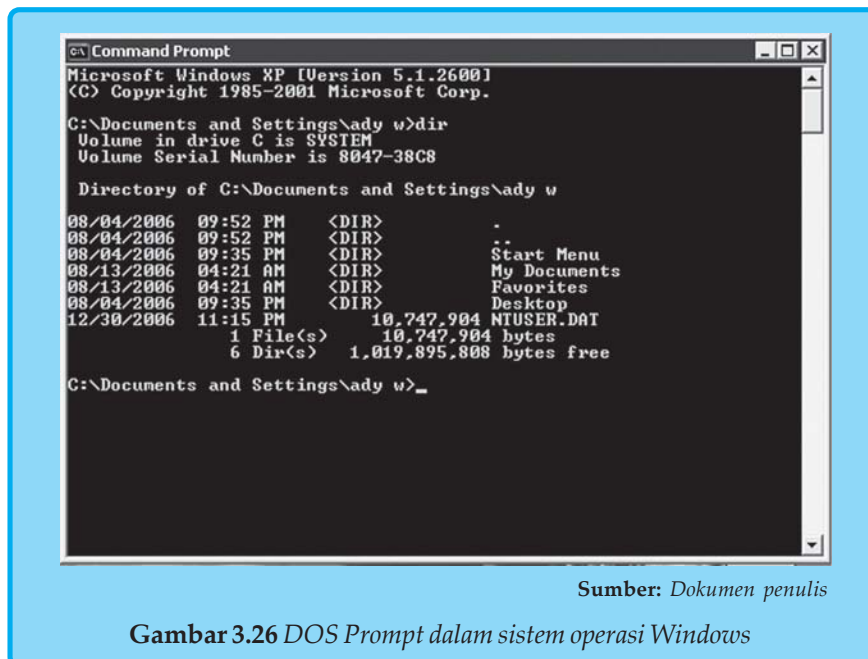 Command Prompt
Microsoft Windows XP [Version 5.1.2600]
(C) Copyright 1985-2001 Microsoft Corp.
C:\Documents and Settings\ady w>dir
Volume in drive C is SYSTEM
Volume Serial Number is 8047-38C8
Directory of C:\Documents and Settings\ady w
08/04/2006 09:52 PM <DIR> .
08/04/2006 09:52 PM <DIR> ..
08/04/2006 09:35 PM <DIR> Start Menu
08/13/2006 04:21 AM <DIR> My Documents
08/13/2006 04:21 AM <DIR> Favorites
08/04/2006 09:35 PM <DIR> Desktop
12/30/2006 11:15 PM 10,747,904 NTUSER.DAT
1 File(s) 10,747,904 bytes
6 Dir(s) 1,019,895,808 bytes free
C:\Documents and Settings\ady w>_
Sumber: Dokumen penulis
Gambar 3.26 DOS Prompt dalam sistem operasi Windows